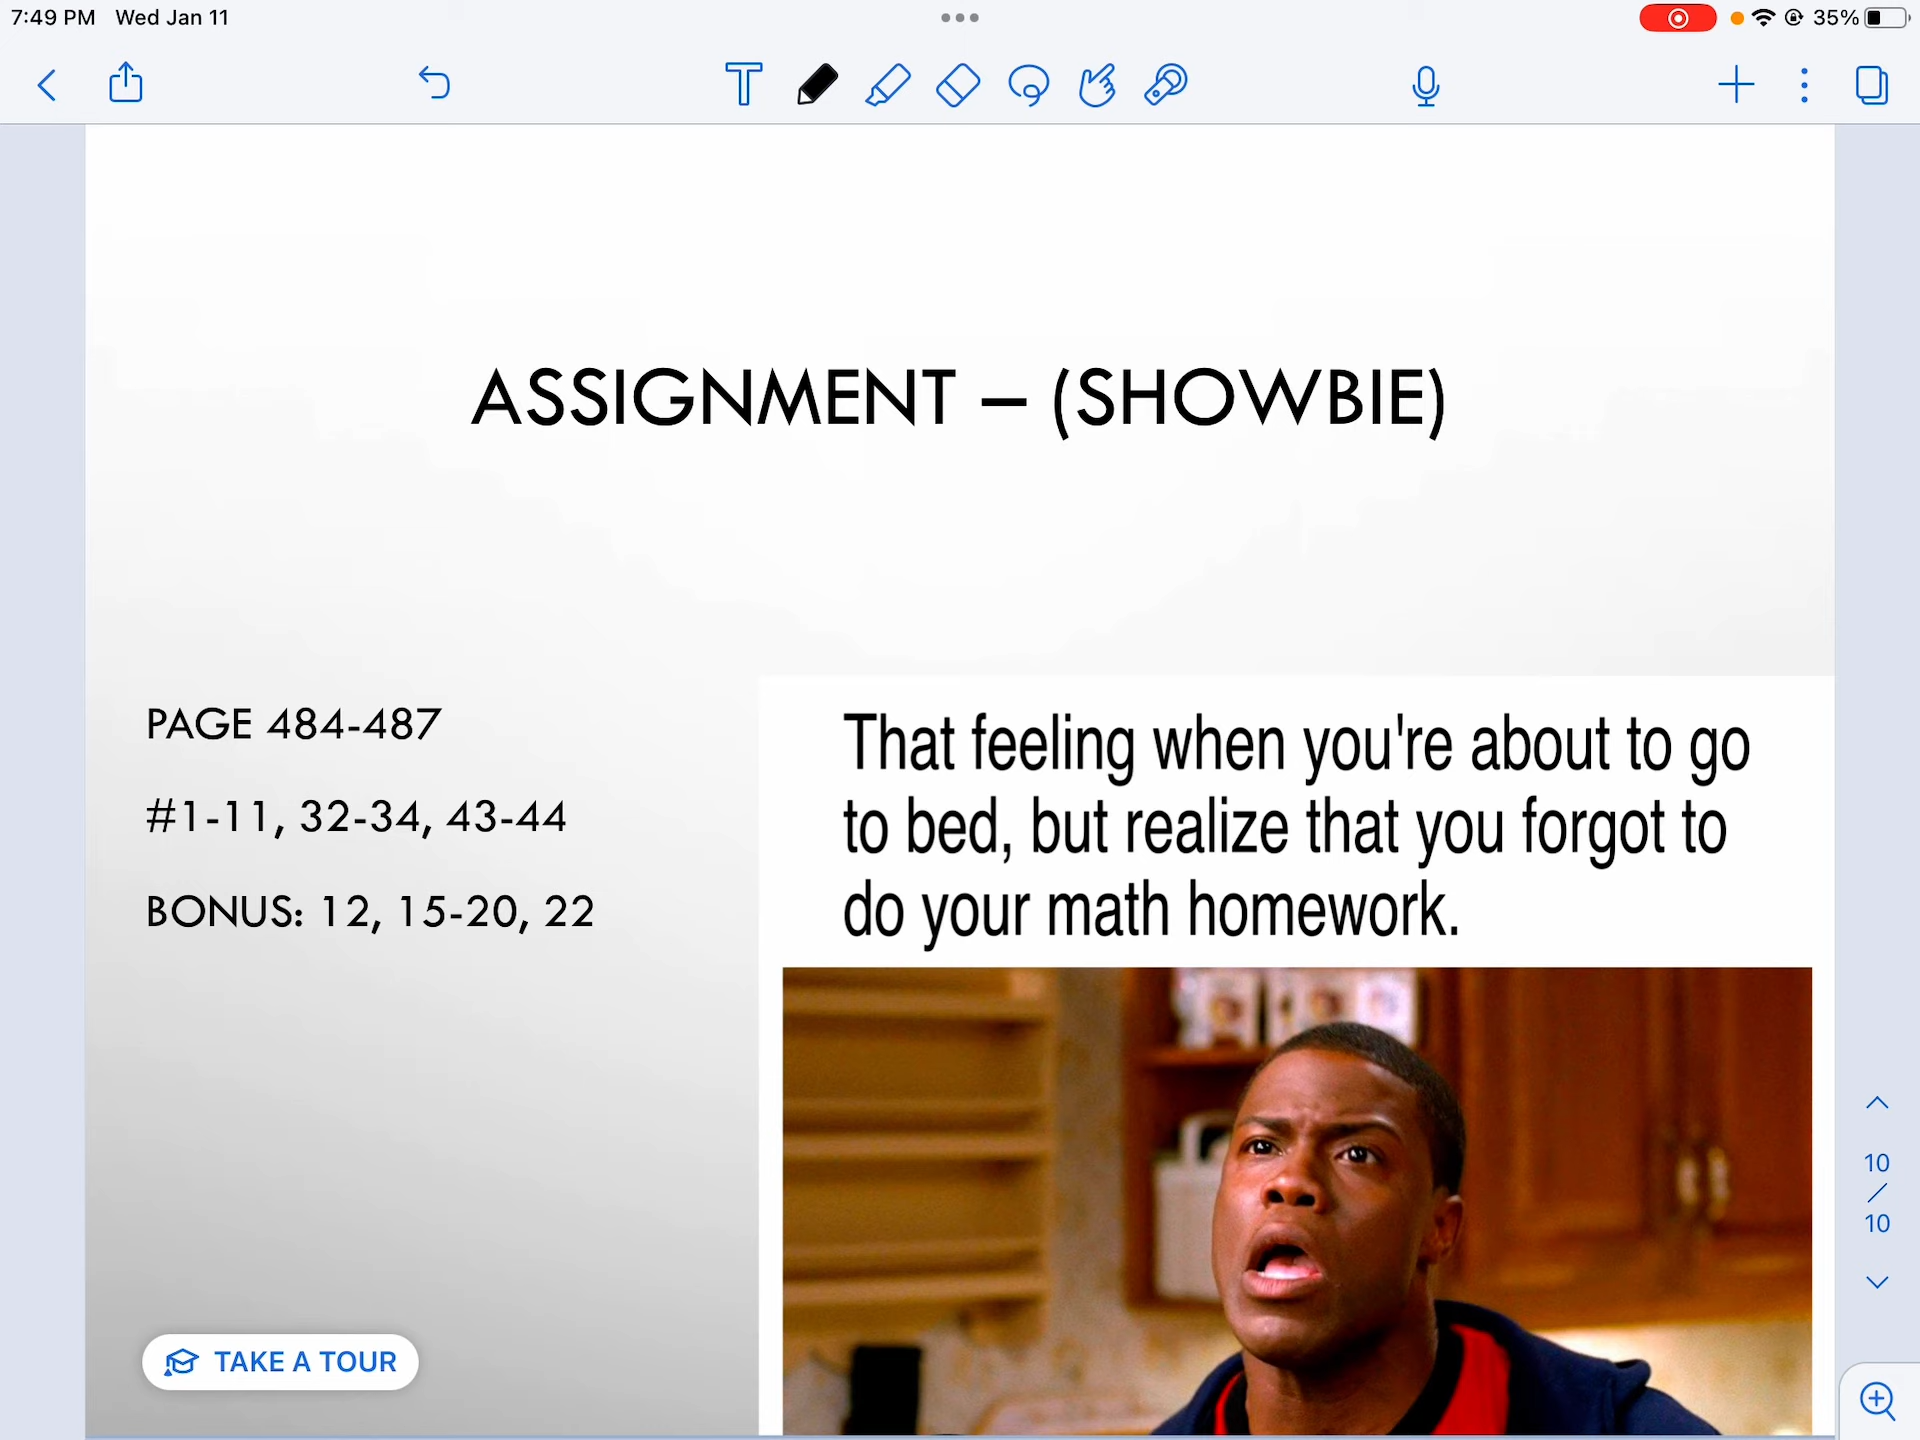 7:49 PM Wed Jan 11
35%
T
ASSIGNMENT – (SHOWBIE)
PAGE 484-487
#1-11, 32-34, 43-44
BONUS: 12, 15-20, 22
That feeling when you're about to go
to bed, but realize that you forgot to
do your math homework.
10
/
10
TAKE A TOUR